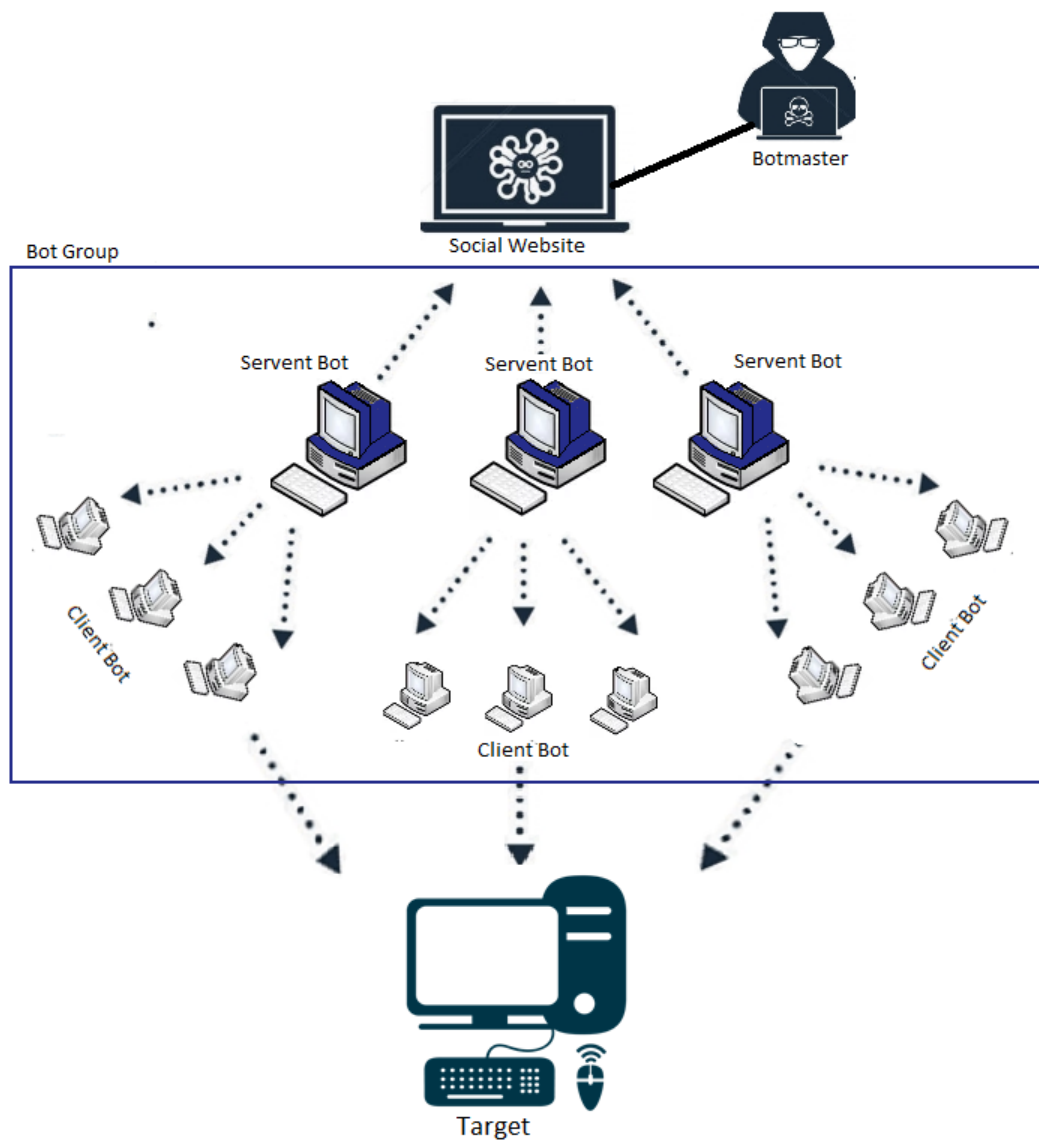 Botmaster
Social Website
Bot Group
Servent Bot
Servent Bot
Servent Bot
Client Bot
Client Bot
Client Bot
Target